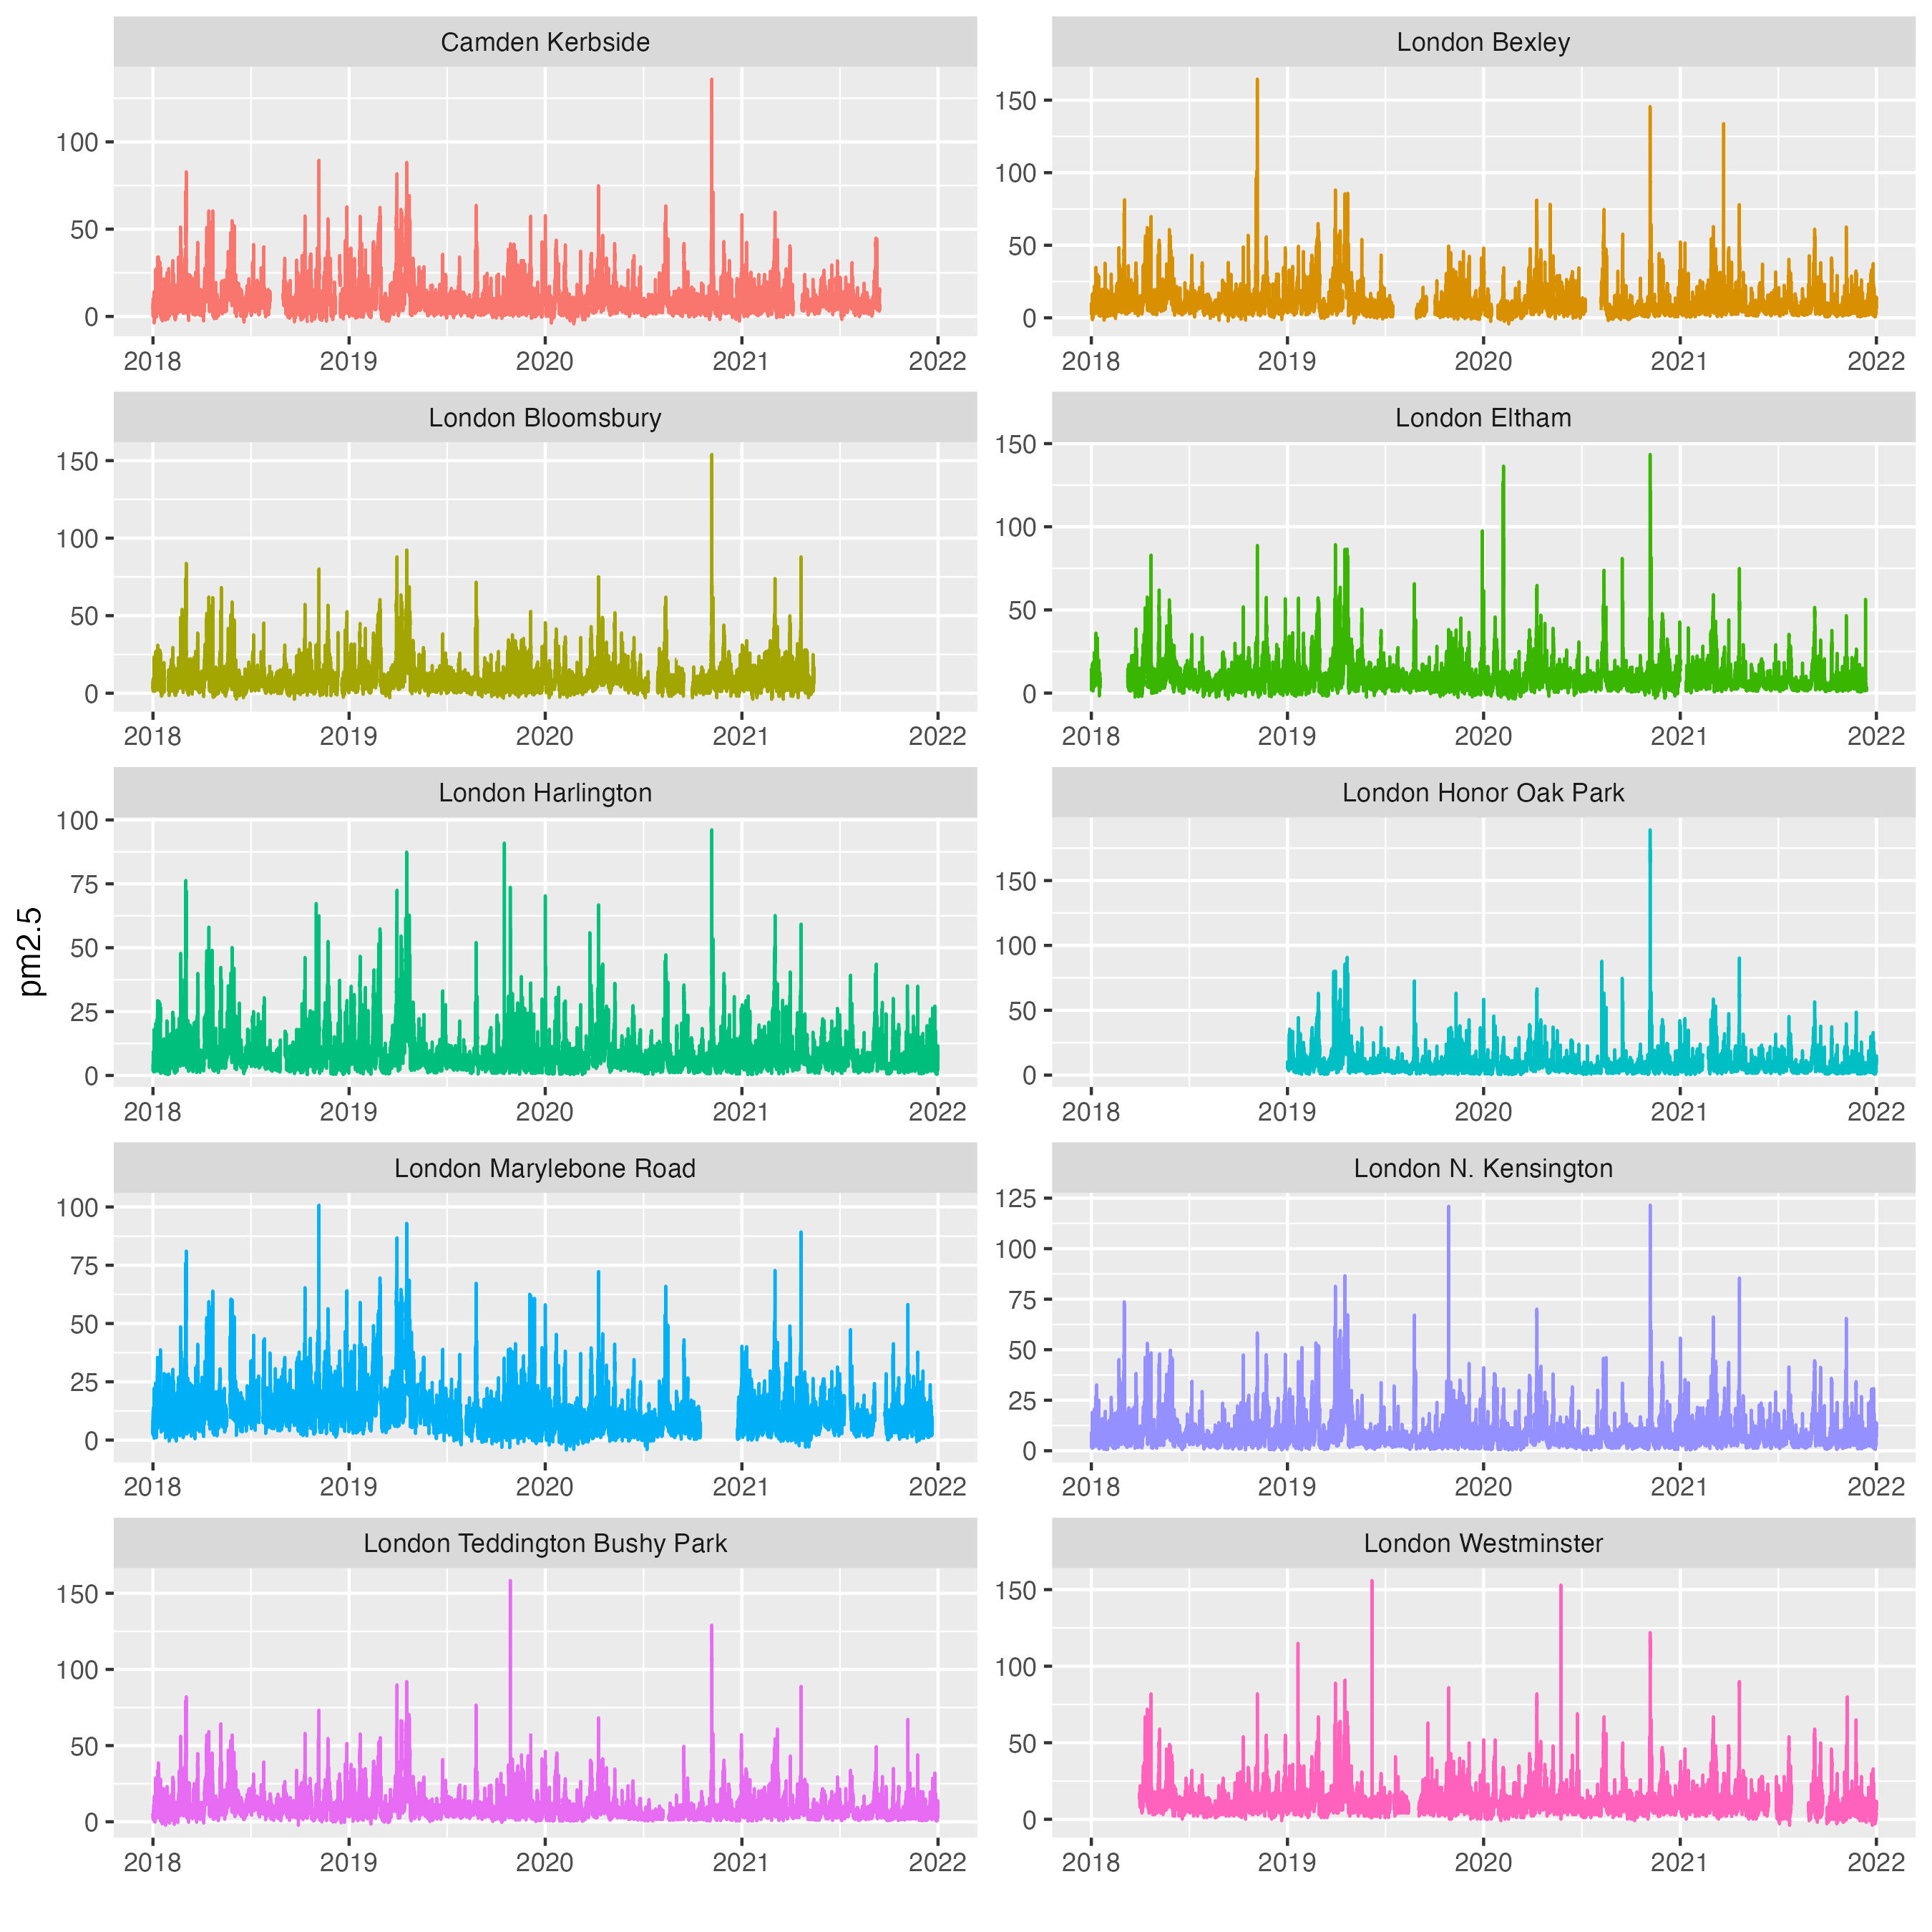 Camden Kerbside
London Bexley
100
50
0
150
100
50
0
2018 2019 2020 2021 2022
2018 2019 2020 2021 2022
London Bloomsbury
London Eltham
150
100
50
0
150
100
50
0
2018 2019 2020 2021 2022
2018 2019 2020 2021 2022
London Harlington
London Honor Oak Park
pm2.5
100
75
50
25
0
150
100
50
0
2018 2019 2020 2021 2022
2018 2019 2020 2021 2022
London Marylebone Road
London N. Kensington
100
75
50
25
0
125
100
75
50
25
0
2018 2019 2020 2021 2022
2018 2019 2020 2021 2022
London Teddington Bushy Park
London Westminster
150
100
50
0
150
100
50
0
2018 2019 2020 2021 2022
2018 2019 2020 2021 2022